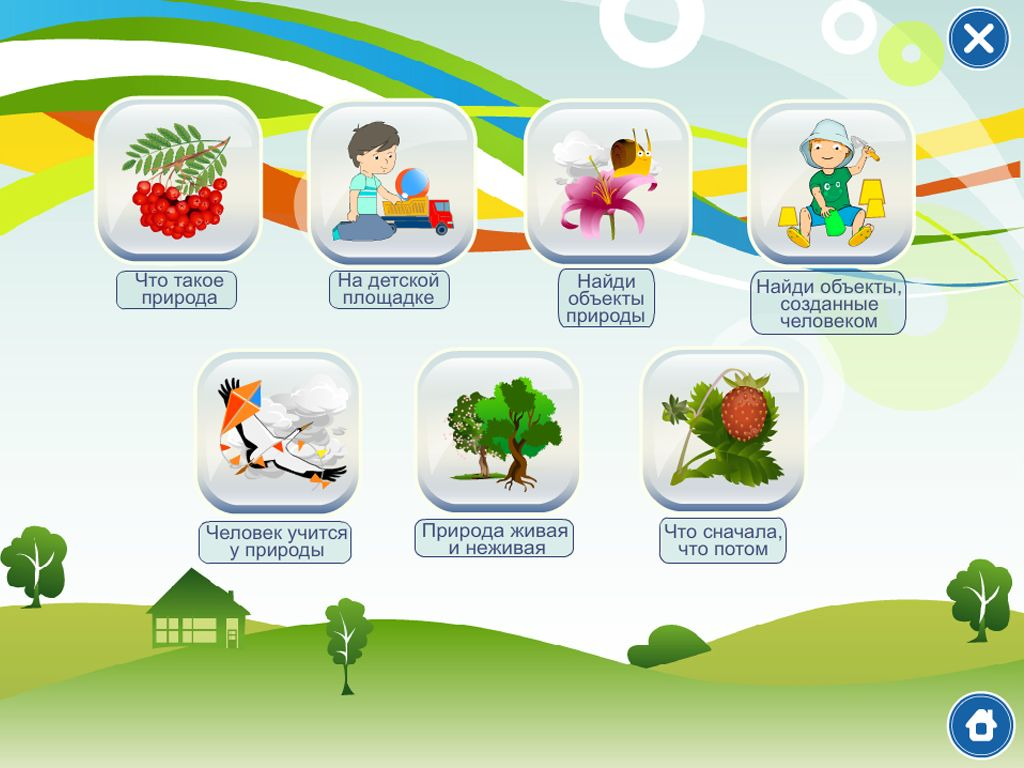 Что такое
природа
На детской
площадке
Найди
объекты
природы
Найди объекты,
созданные
человеком
Человек учится
у природы
Природа живая
и неживая
Что сначала,
что потом